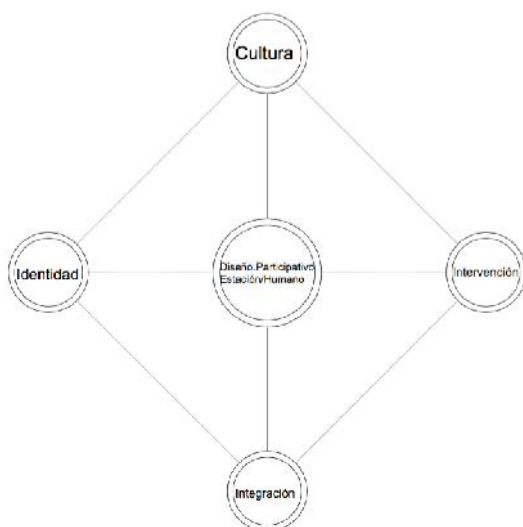 Cultura
Identidad
Diseño.Participativo
Estación/Humano
Intervención
Integración